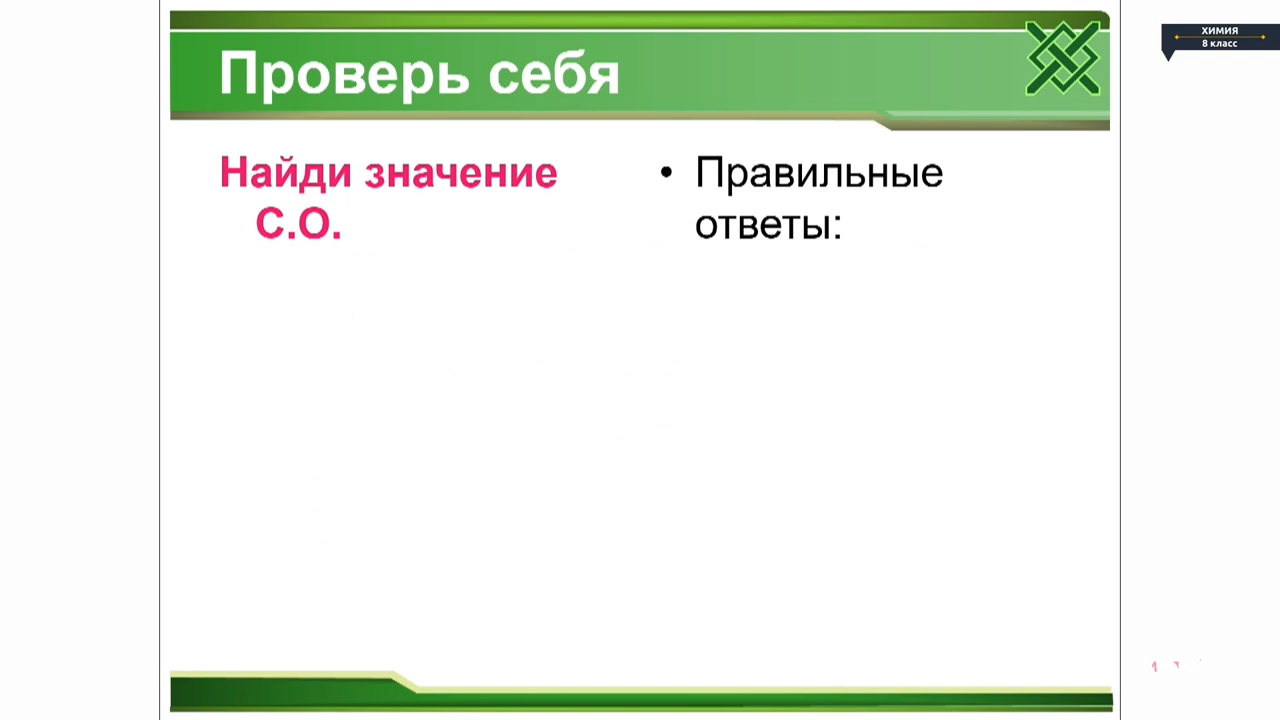 Проверь себя
ХИМИЯ
8 класс
Найди значение
С.О.
• Правильные
ответы: